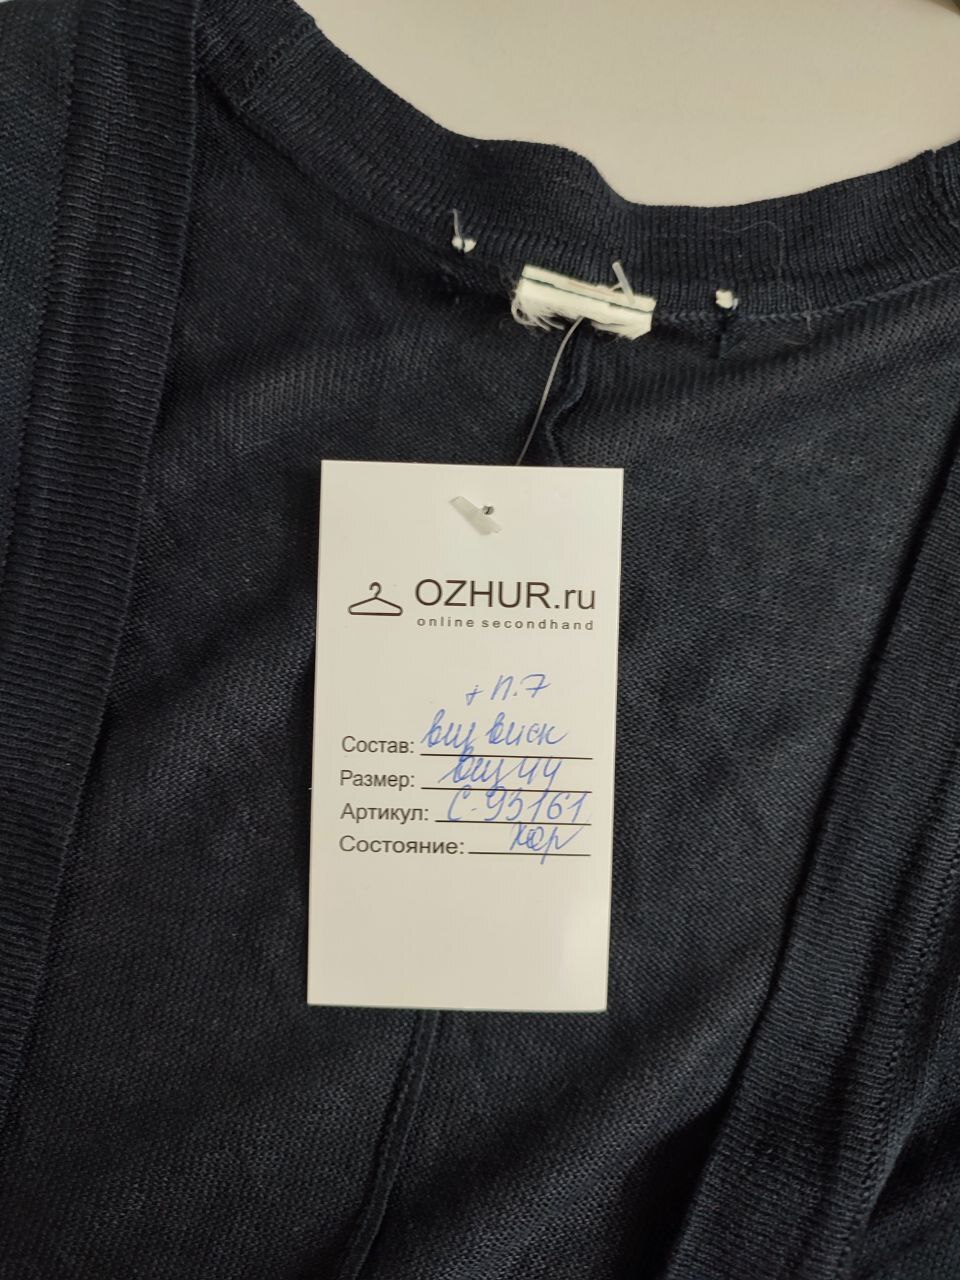 OZHUR.ru
online secondhand
+ п.7
Состав: виз виск
Размер: виз 44
Артикул: С-93161
Состояние: хор